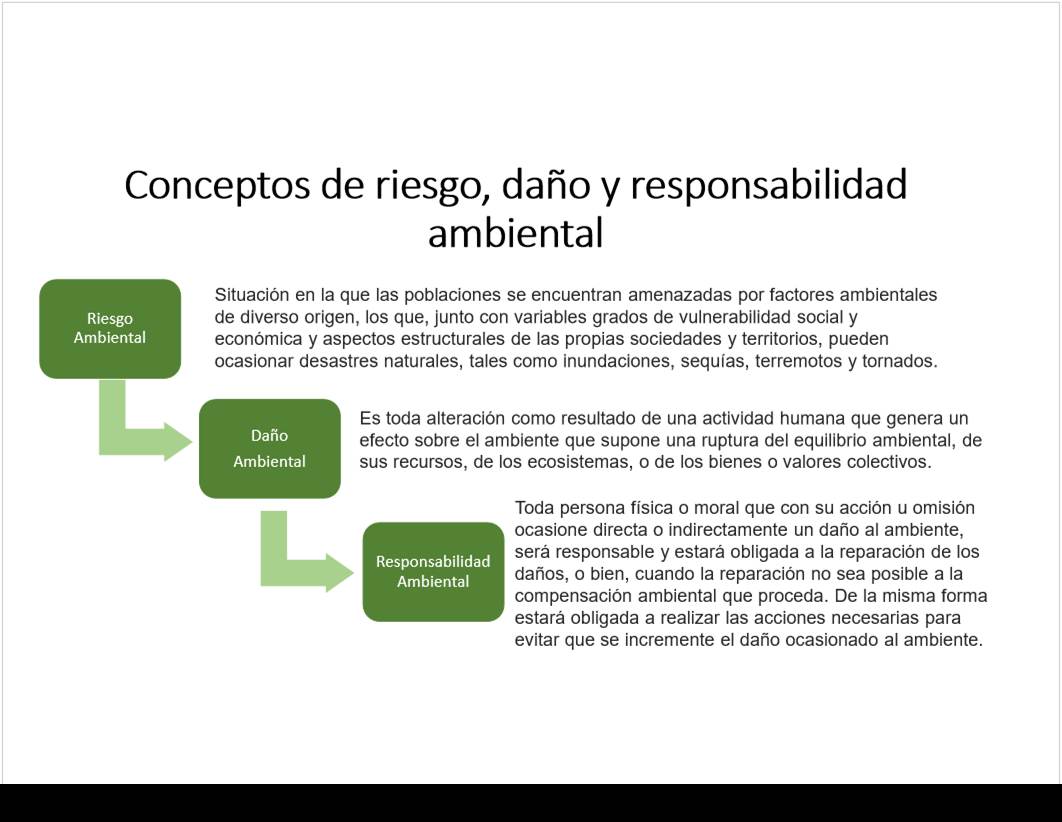 Conceptos de riesgo, daño y responsabilidad
ambiental
Riesgo
Ambiental
Situación en la que las poblaciones se encuentran amenazadas por factores ambientales
de diverso origen, los que, junto con variables grados de vulnerabilidad social y
económica y aspectos estructurales de las propias sociedades y territorios, pueden
ocasionar desastres naturales, tales como inundaciones, sequías, terremotos y tornados.
Daño
Ambiental
Es toda alteración como resultado de una actividad humana que genera un
efecto sobre el ambiente que supone una ruptura del equilibrio ambiental, de
sus recursos, de los ecosistemas, o de los bienes o valores colectivos.
Responsabilidad
Ambiental
Toda persona física o moral que con su acción u omisión
ocasione directa o indirectamente un daño al ambiente,
será responsable y estará obligada a la reparación de los
daños, o bien, cuando la reparación no sea posible a la
compensación ambiental que proceda. De la misma forma
estará obligada a realizar las acciones necesarias para
evitar que se incremente el daño ocasionado al ambiente.